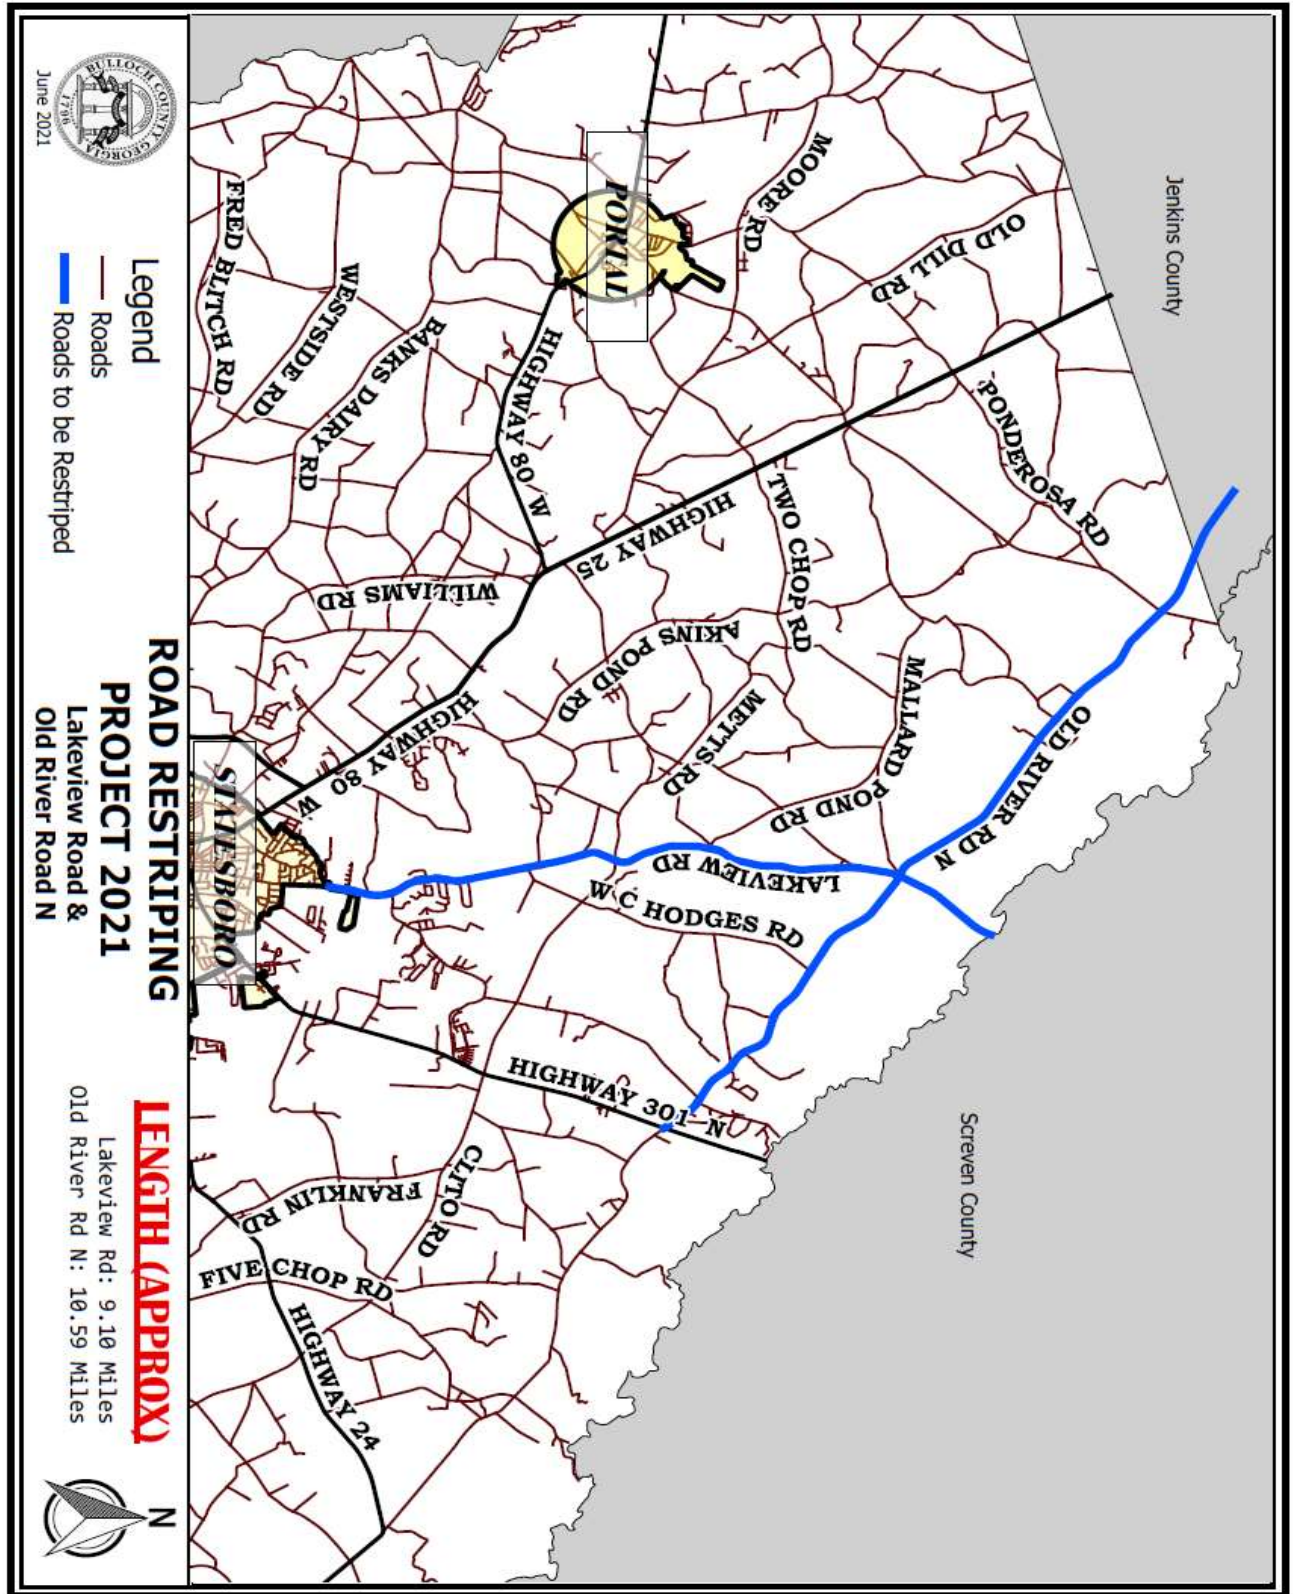 Jenkins County
Screven County
MOORE RD
OLD DILL RD
PONDEROSA RD
PORTAL
HIGHWAY 80 W
HIGHWAY 25
TWO CHOP RD
FRED BLITCH RD
WESTSIDE RD
BANKS DAIRY RD
WILLIAMS RD
AKINS POND RD
METTS RD
MALLARD POND RD
OLD RIVER RD N
HIGHWAY 80 W
LAKEVIEW RD
W C HODGES RD
STATESBORO
HIGHWAY 301 N
CLITO RD
FRANKLIN RD
FIVE CHOP RD
HIGHWAY 24
BULLOCH COUNTY, GEORGIA
1796
June 2021
Legend
Roads
Roads to be Restriped
ROAD RESTRIPING
PROJECT 2021
Lakeview Road &
Old River Road N
LENGTH (APPROX)
Lakeview Rd: 9.10 Miles
Old River Rd N: 10.59 Miles
N